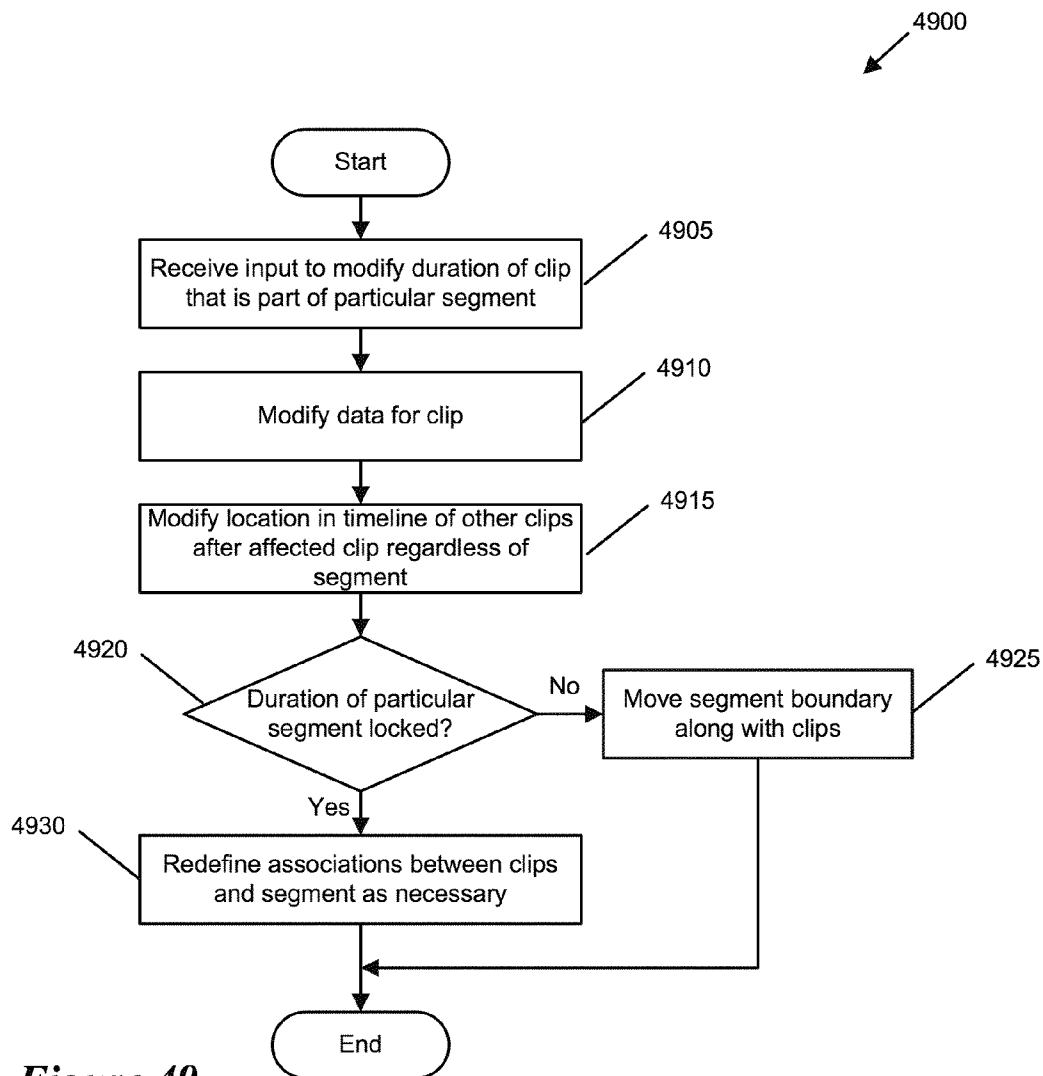 4900
Start
4905
Receive input to modify duration of clip
that is part of particular segment
4910
Modify data for clip
4915
Modify location in timeline of other clips
after affected clip regardless of
segment
4920
Duration of particular
segment locked?
No
4925
Move segment boundary
along with clips
Yes
4930
Redefine associations between clips
and segment as necessary
End
Figure 49